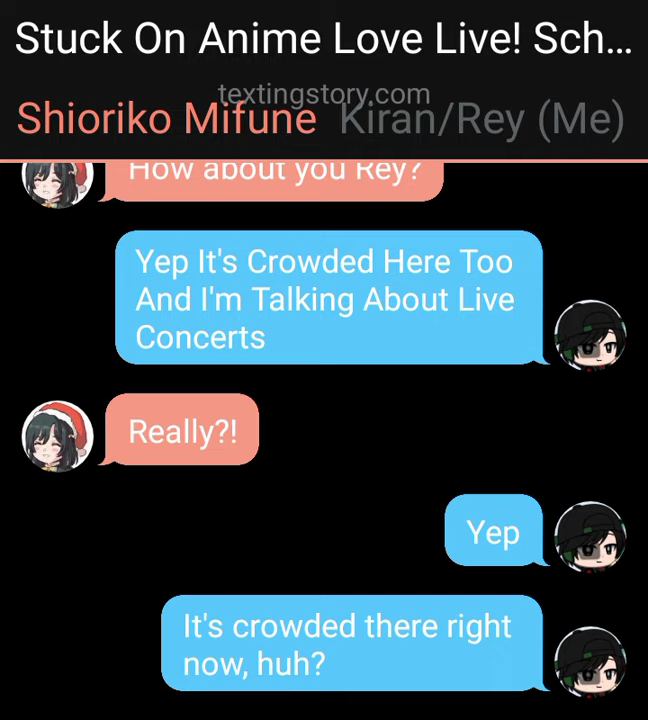 Stuck On Anime Love Live! Sch...
textingstory.com
Shioriko Mifune Kiran/Rey (Me)
How about you Rey?
Yep It's Crowded Here Too
And I'm Talking About Live
Concerts
Really?!
Yep
It's crowded there right
now, huh?